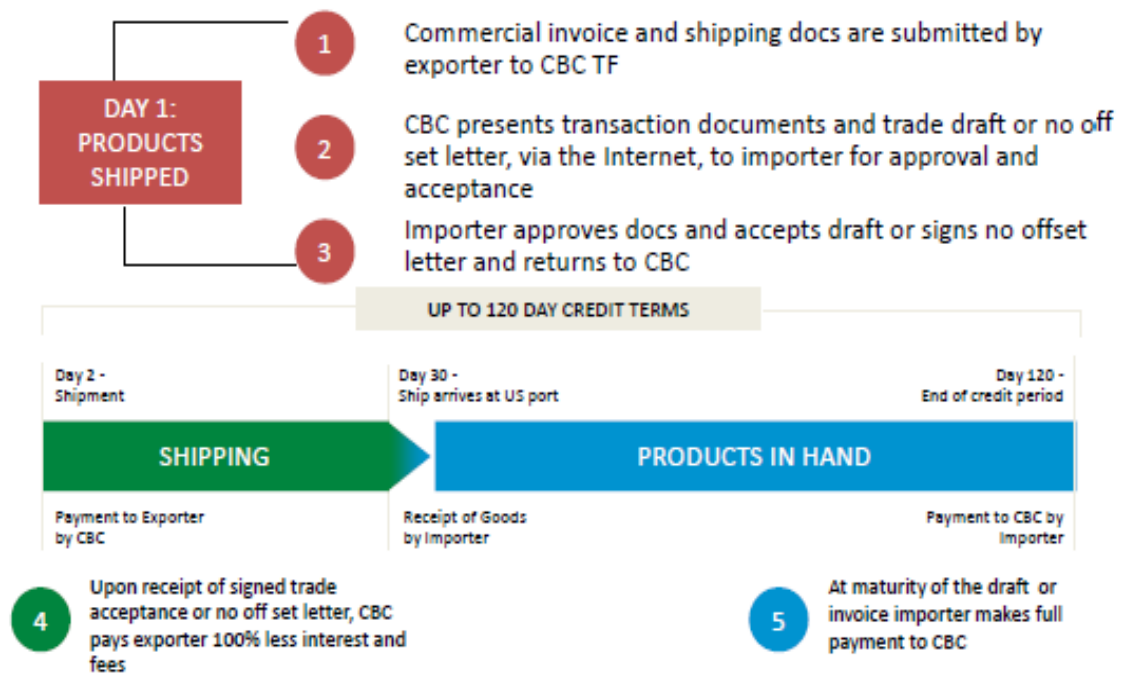 DAY 1:
PRODUCTS
SHIPPED
1
Commercial invoice and shipping docs are submitted by
exporter to CBC TF
2
CBC presents transaction documents and trade draft or no off
set letter, via the Internet, to importer for approval and
acceptance
3
Importer approves docs and accepts draft or signs no offset
letter and returns to CBC
UP TO 120 DAY CREDIT TERMS
Day 2 -
Shipment
Day 30 -
Ship arrives at US port
Day 120 -
End of credit period
SHIPPING
PRODUCTS IN HAND
Payment to Exporter
by CBC
Receipt of Goods
by Importer
Payment to CBC by
Importer
4
Upon receipt of signed trade
acceptance or no off set letter, CBC
pays exporter 100% less interest and
fees
5
At maturity of the draft or
invoice importer makes full
payment to CBC